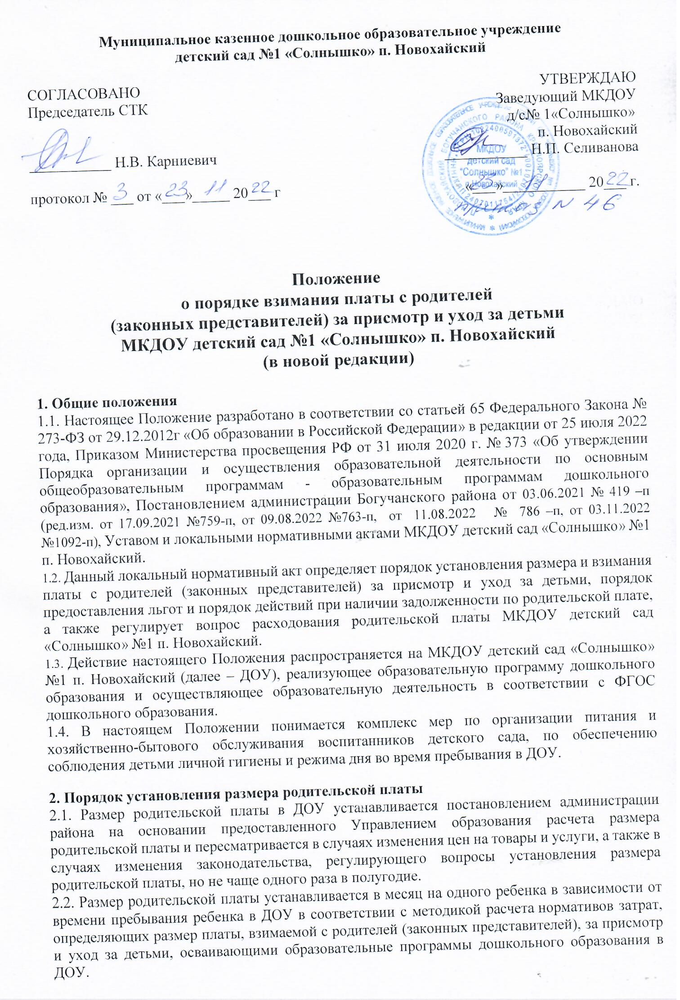 Муниципальное казенное дошкольное образовательное учреждение
детский сад №1 «Солнышко» п. Новохайский
СОГЛАСОВАНО
Председатель СТК
Н.В. Карниевич
протокол № 3 от «23» 11 2022 г
УТВЕРЖДАЮ
Заведующий МКДОУ
д/с№ 1«Солнышко»
п. Новохайский
Н.П. Селиванова
«23» 11 2022 г.
приказ N 46
МКДОУ
детский сад
"Солнышко" №1
п.Новохайский
Положение
о порядке взимания платы с родителей
(законных представителей) за присмотр и уход за детьми
МКДОУ детский сад №1 «Солнышко» п. Новохайский
(в новой редакции)
1. Общие положения
1.1. Настоящее Положение разработано в соответствии со статьей 65 Федерального Закона №
273-ФЗ от 29.12.2012г «Об образовании в Российской Федерации» в редакции от 25 июля 2022
года, Приказом Министерства просвещения РФ от 31 июля 2020 г. № 373 «Об утверждении
Порядка организации и осуществления образовательной деятельности по основным
общеобразовательным программам - образовательным программам дошкольного
образования», Постановлением администрации Богучанского района от 03.06.2021 № 419 –п
(ред.изм. от 17.09.2021 №759-п, от 09.08.2022 №763-п, от 11.08.2022 № 786 –п, от 03.11.2022
№1092-п), Уставом и локальными нормативными актами МКДОУ детский сад «Солнышко» №1
п. Новохайский.
1.2. Данный локальный нормативный акт определяет порядок установления размера и взимания
платы с родителей (законных представителей) за присмотр и уход за детьми, порядок
предоставления льгот и порядок действий при наличии задолженности по родительской плате,
а также регулирует вопрос расходования родительской платы МКДОУ детский сад
«Солнышко» №1 п. Новохайский.
1.3. Действие настоящего Положения распространяется на МКДОУ детский сад «Солнышко»
№1 п. Новохайский (далее – ДОУ), реализующее образовательную программу дошкольного
образования и осуществляющее образовательную деятельность в соответствии с ФГОС
дошкольного образования.
1.4. В настоящем Положении понимается комплекс мер по организации питания и
хозяйственно-бытового обслуживания воспитанников детского сада, по обеспечению
соблюдения детьми личной гигиены и режима дня во время пребывания в ДОУ.
2. Порядок установления размера родительской платы
2.1. Размер родительской платы в ДОУ устанавливается постановлением администрации
района на основании предоставленного Управлением образования расчета размера
родительской платы и пересматривается в случаях изменения цен на товары и услуги, а также в
случаях изменения законодательства, регулирующего вопросы установления размера
родительской платы, но не чаще одного раза в полугодие.
2.2. Размер родительской платы устанавливается в месяц на одного ребенка в зависимости от
времени пребывания ребенка в ДОУ в соответствии с методикой расчета нормативов затрат,
определяющих размер платы, взимаемой с родителей (законных представителей), за присмотр
и уход за детьми, осваивающими образовательные программы дошкольного образования в
ДОУ.